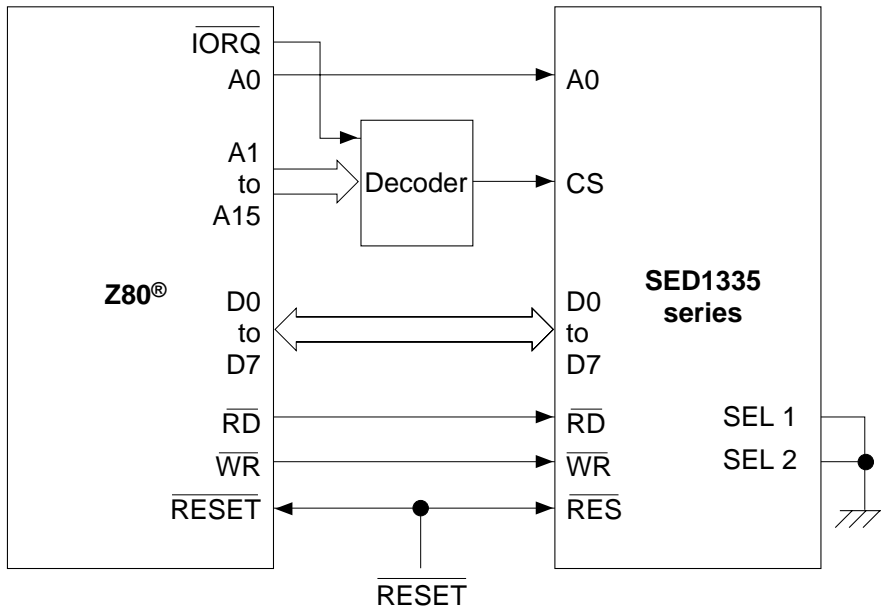 IORQ
A0
A1
to
A15
Z80®
D0
to
D7
RD
WR
RESET
Decoder
A0
CS
SED1335
series
D0
to
D7
RD
WR
RES
SEL 1
SEL 2
RESET